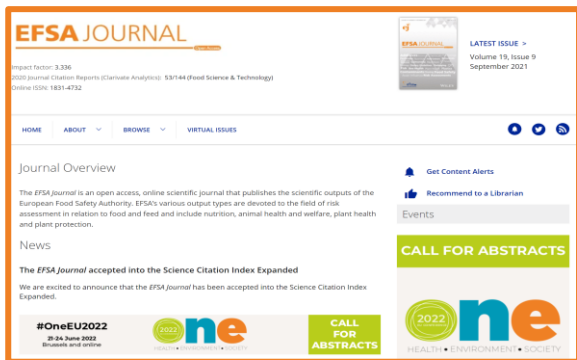 EFSA JOURNAL
Open Access
Impact factor: 3.336
2020 Journal Citation Reports (Clarivate Analytics): 53/144 (Food Science & Technology)
Online ISSN: 1831-4732
EFSA JOURNAL
LATEST ISSUE >
Volume 19, Issue 9
September 2021
HOME ABOUT BROWSE VIRTUAL ISSUES
Journal Overview
The EFSA Journal is an open access, online scientific journal that publishes the scientific outputs of the
European Food Safety Authority. EFSA's various output types are devoted to the field of risk
assessment in relation to food and feed and include nutrition, animal health and welfare, plant health
and plant protection.
News
The EFSA Journal accepted into the Science Citation Index Expanded
We are excited to announce that the EFSA Journal has been accepted into the Science Citation Index
Expanded.
#OneEU2022
21-24 June 2022
Brussels and online
2022
one
HEALTH • ENVIRONMENT • SOCIETY
CALL
FOR
ABSTRACTS
Get Content Alerts
Recommend to a Librarian
Events
CALL FOR ABSTRACTS
2022
one
HEALTH • ENVIRONMENT • SOCIETY